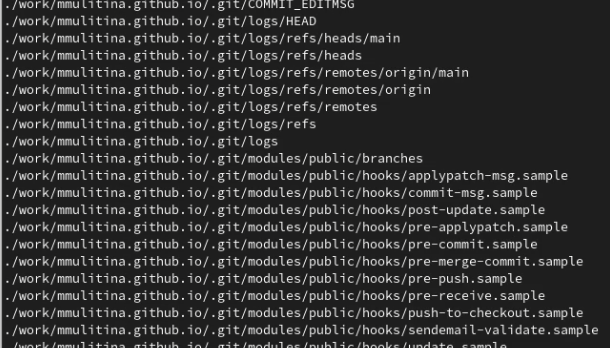 ./work/mmulitina.github.io/.git/COMMIT_EDITMSG
./work/mmulitina.github.io/.git/logs/HEAD
./work/mmulitina.github.io/.git/logs/refs/heads/main
./work/mmulitina.github.io/.git/logs/refs/heads
./work/mmulitina.github.io/.git/logs/refs/remotes/origin/main
./work/mmulitina.github.io/.git/logs/refs/remotes/origin
./work/mmulitina.github.io/.git/logs/refs/remotes
./work/mmulitina.github.io/.git/logs/refs
./work/mmulitina.github.io/.git/logs
./work/mmulitina.github.io/.git/modules/public/branches
./work/mmulitina.github.io/.git/modules/public/hooks/applypatch-msg.sample
./work/mmulitina.github.io/.git/modules/public/hooks/commit-msg.sample
./work/mmulitina.github.io/.git/modules/public/hooks/post-update.sample
./work/mmulitina.github.io/.git/modules/public/hooks/pre-applypatch.sample
./work/mmulitina.github.io/.git/modules/public/hooks/pre-commit.sample
./work/mmulitina.github.io/.git/modules/public/hooks/pre-merge-commit.sample
./work/mmulitina.github.io/.git/modules/public/hooks/pre-push.sample
./work/mmulitina.github.io/.git/modules/public/hooks/pre-receive.sample
./work/mmulitina.github.io/.git/modules/public/hooks/push-to-checkout.sample
./work/mmulitina.github.io/.git/modules/public/hooks/sendemail-validate.sample
./work/mmulitina.github.io/.git/modules/public/hooks/update.sample